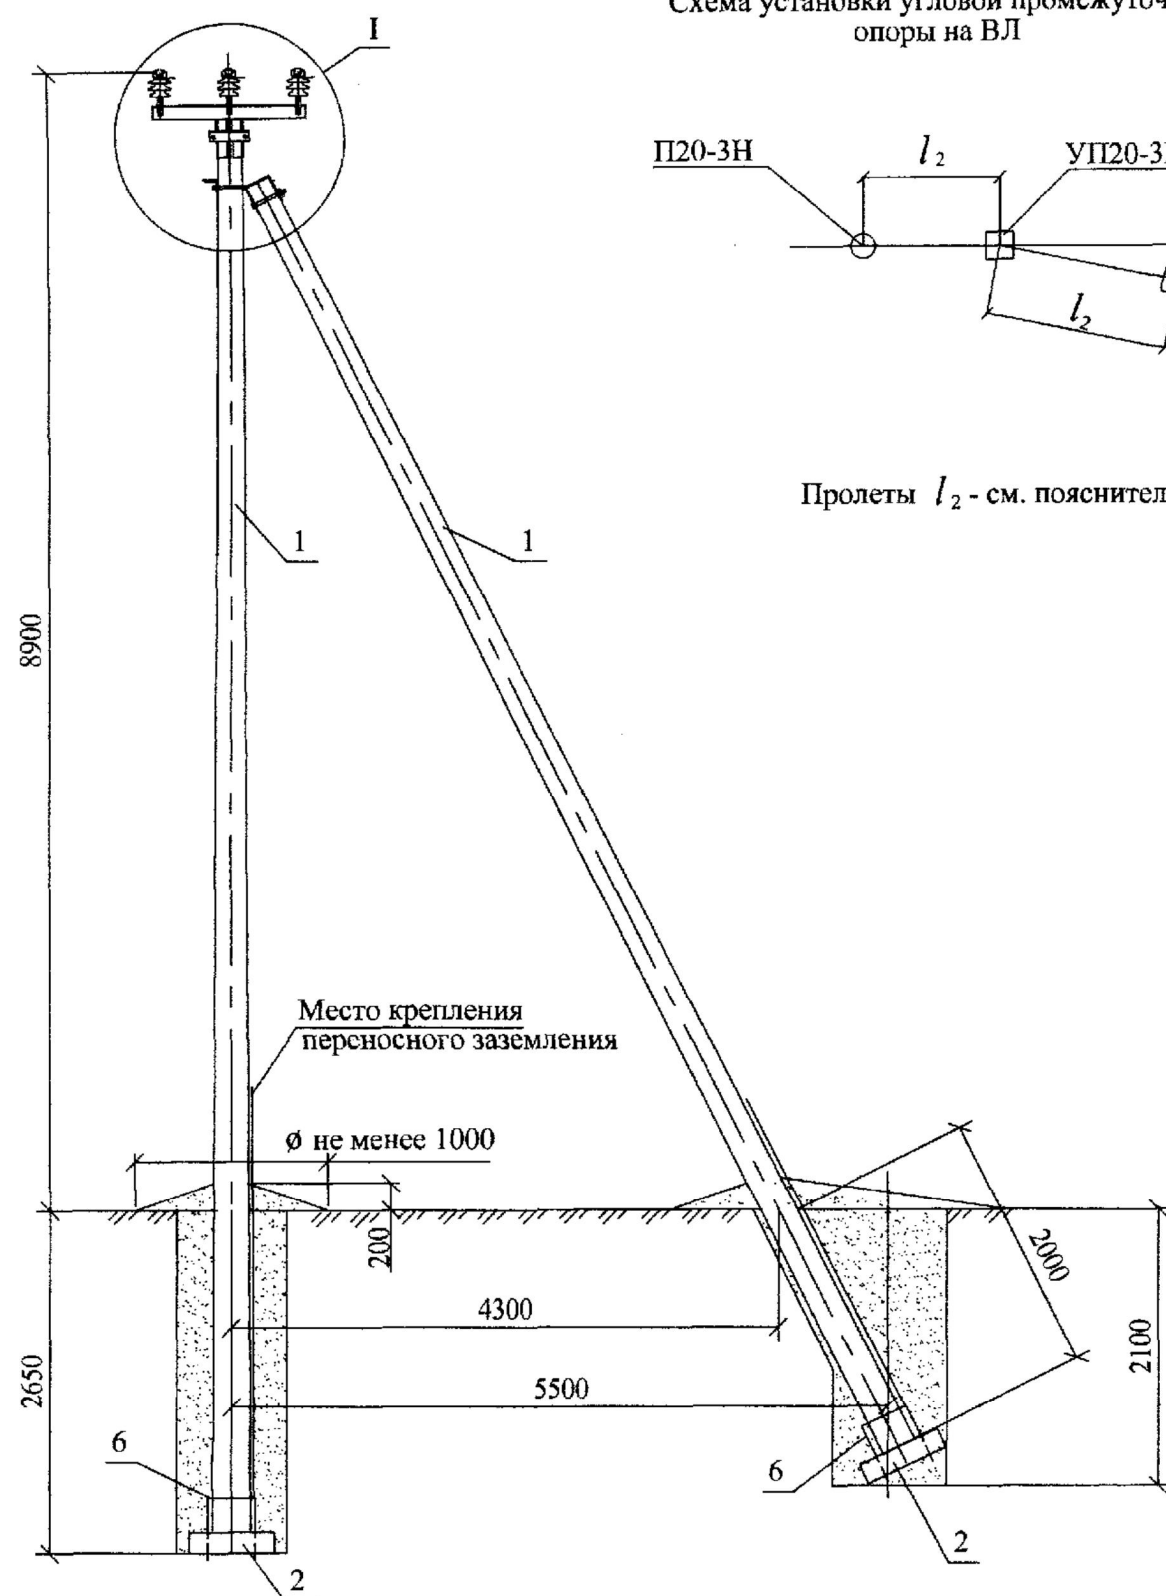 Схема установки угловой промежуточ
опоры на ВЛ
I
П20-3Н
l₂
УП20-3
l₂
Пролеты l₂ - см. пояснител
1
1
8900
Место крепления
переносного заземления
ø не менее 1000
200
2000
4300
2100
5500
2650
6
6
2
2